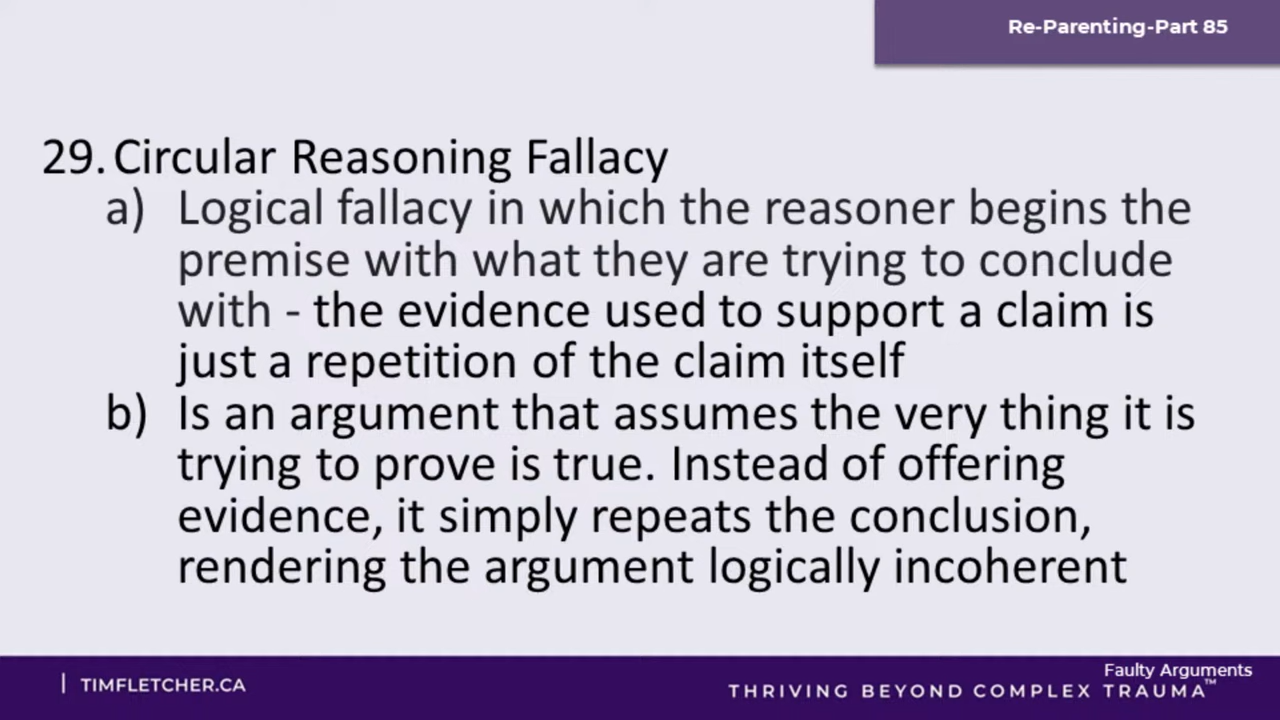 Re-Parenting-Part 85
29. Circular Reasoning Fallacy
a) Logical fallacy in which the reasoner begins the
premise with what they are trying to conclude
with - the evidence used to support a claim is
just a repetition of the claim itself
b) Is an argument that assumes the very thing it is
trying to prove is true. Instead of offering
evidence, it simply repeats the conclusion,
rendering the argument logically incoherent
| TIMFLETCHER.CA
Faulty Arguments
THRIVING BEYOND COMPLEX TRAUMA™